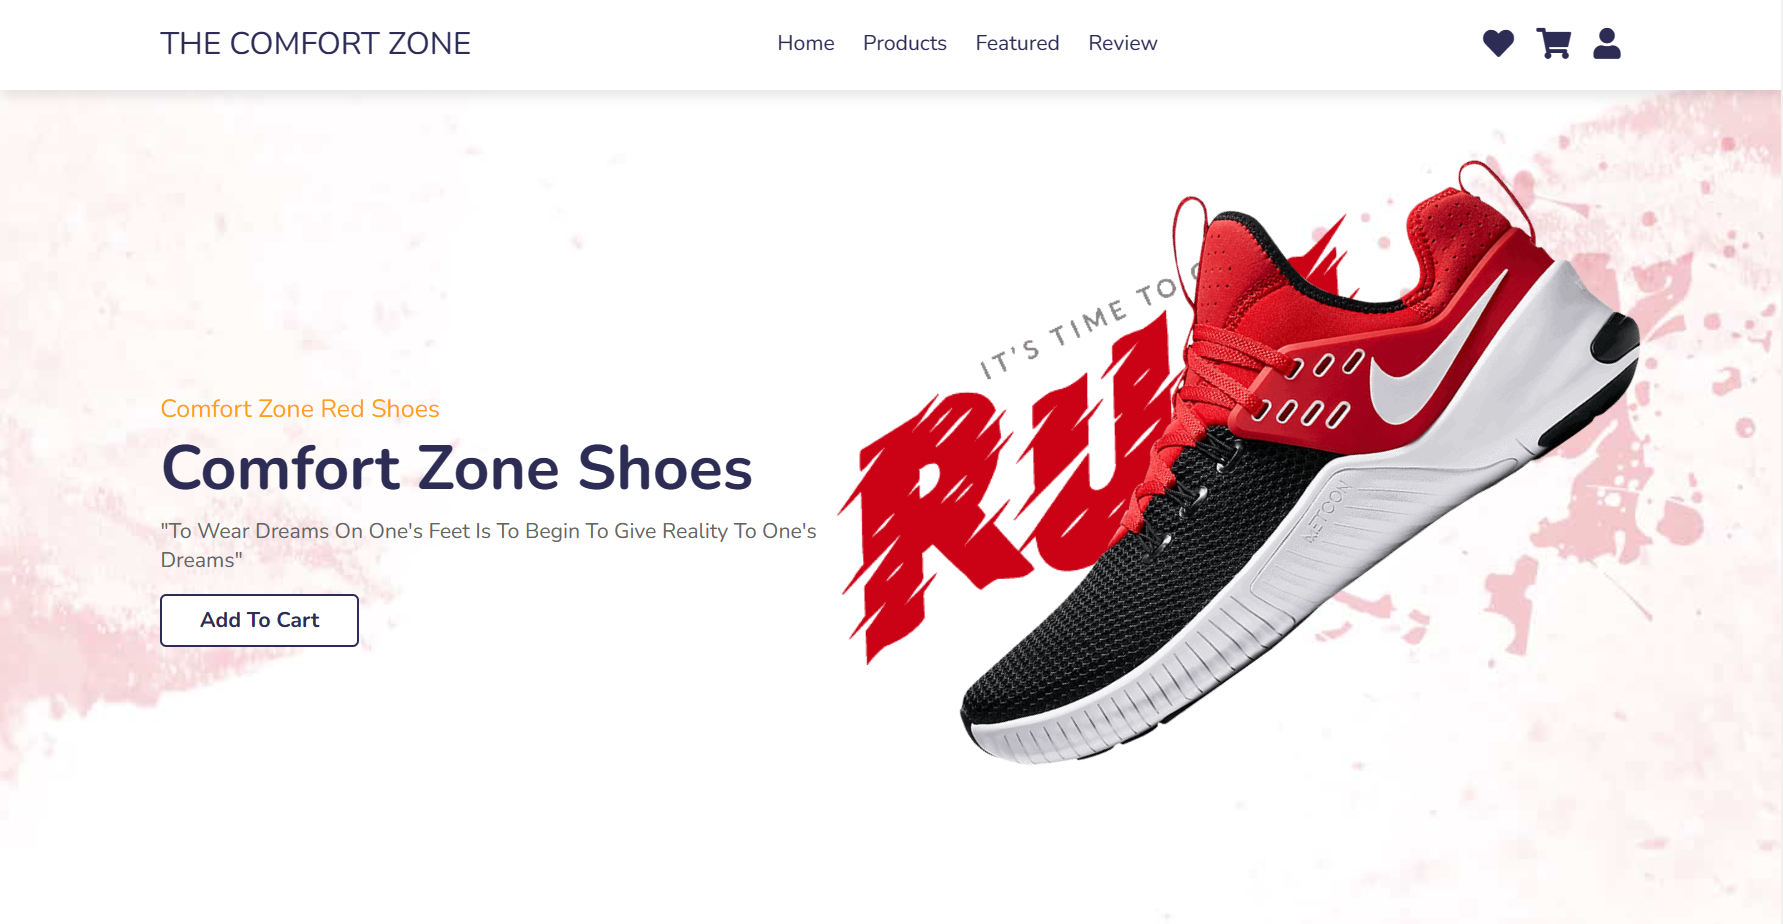 THE COMFORT ZONE
Home Products Featured Review
IT'S TIME TO
Comfort Zone Red Shoes
Comfort Zone Shoes
"To Wear Dreams On One's Feet Is To Begin To Give Reality To One's
Dreams"
Add To Cart
METCON